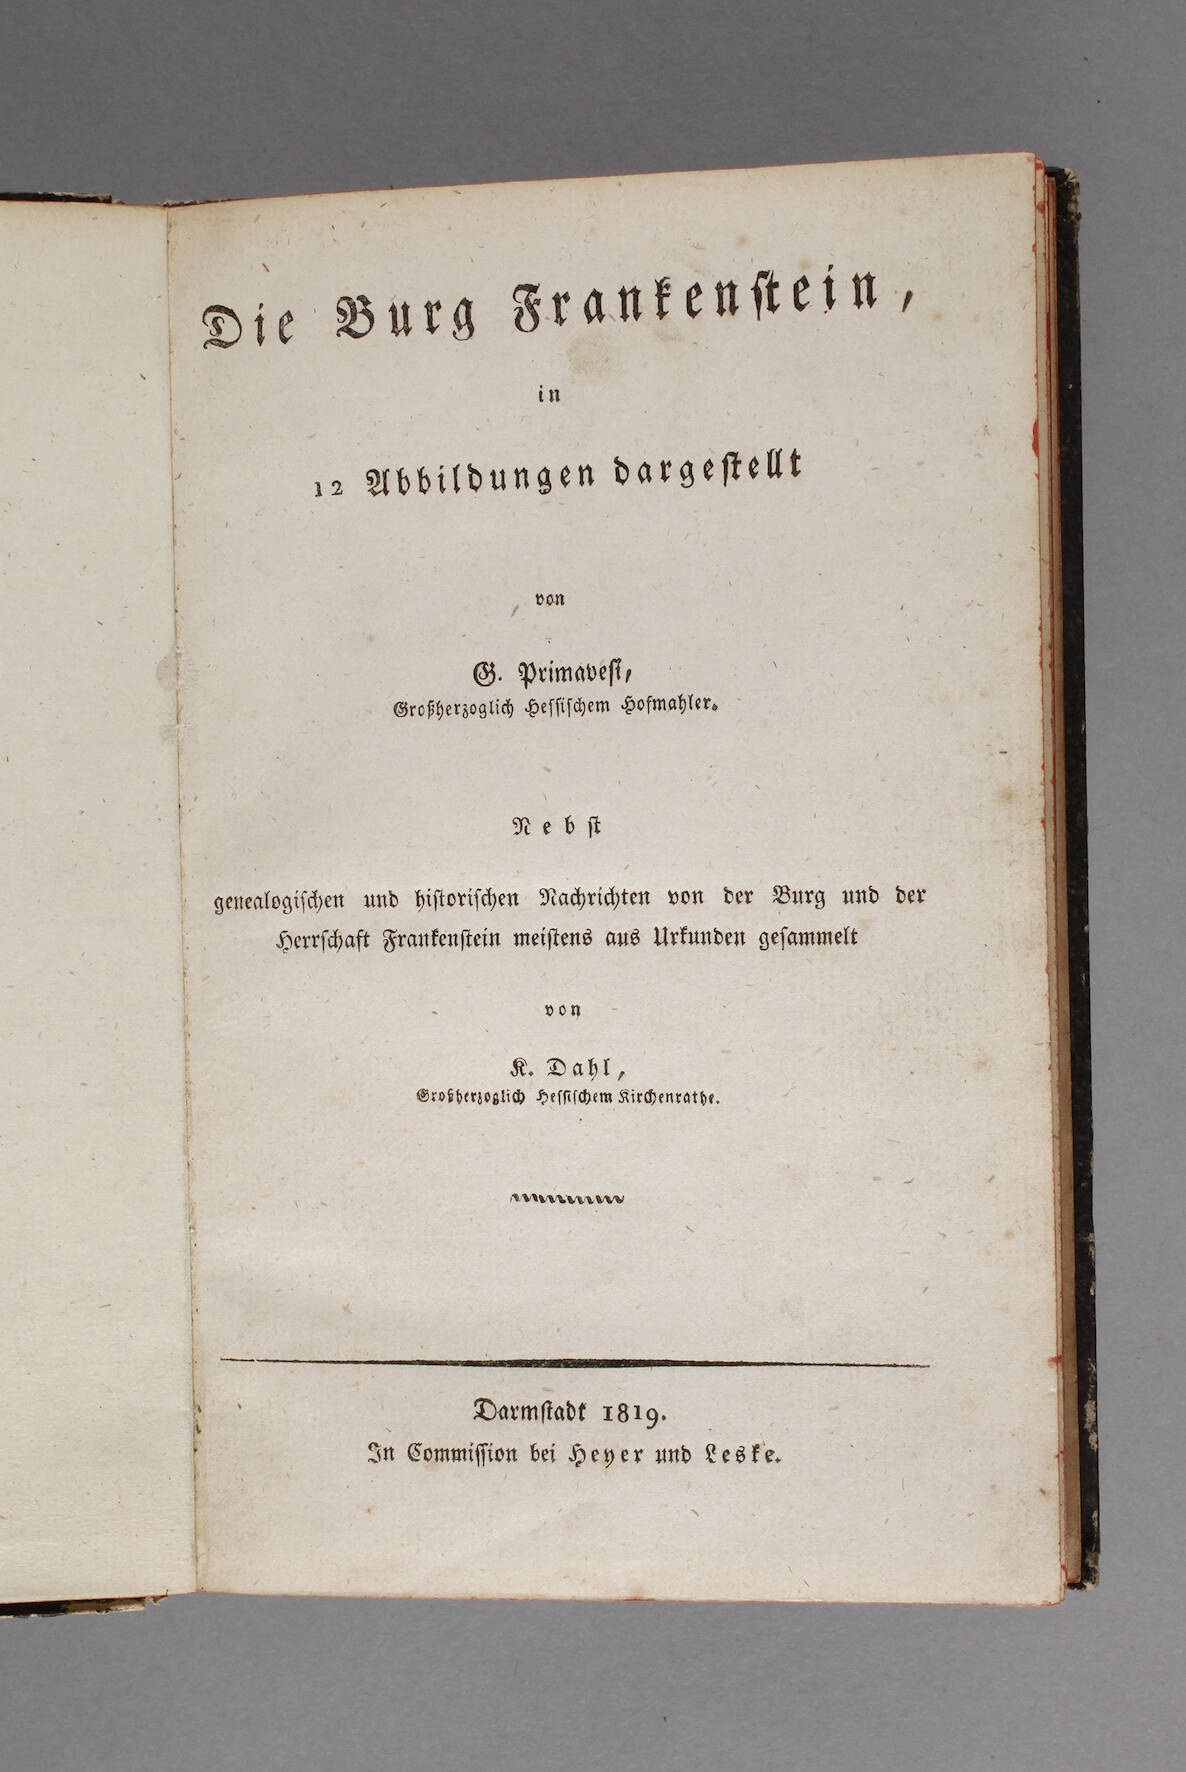 Die Burg Frankenſtein,
in
12 Abbildungen dargeſtellt
von
G. Primaveſi,
Großherzoglich Heſſiſchem Hofmahler.
Nebſt
genealogiſchen und hiſtoriſchen Nachrichten von der Burg und der
Herrſchaft Frankenſtein meiſtens aus Urkunden geſammelt
von
K. Dahl,
Großherzoglich Heſſiſchem Kirchenrathe.
Darmſtadt 1819.
In Commiſſion bei Heyer und Leske.